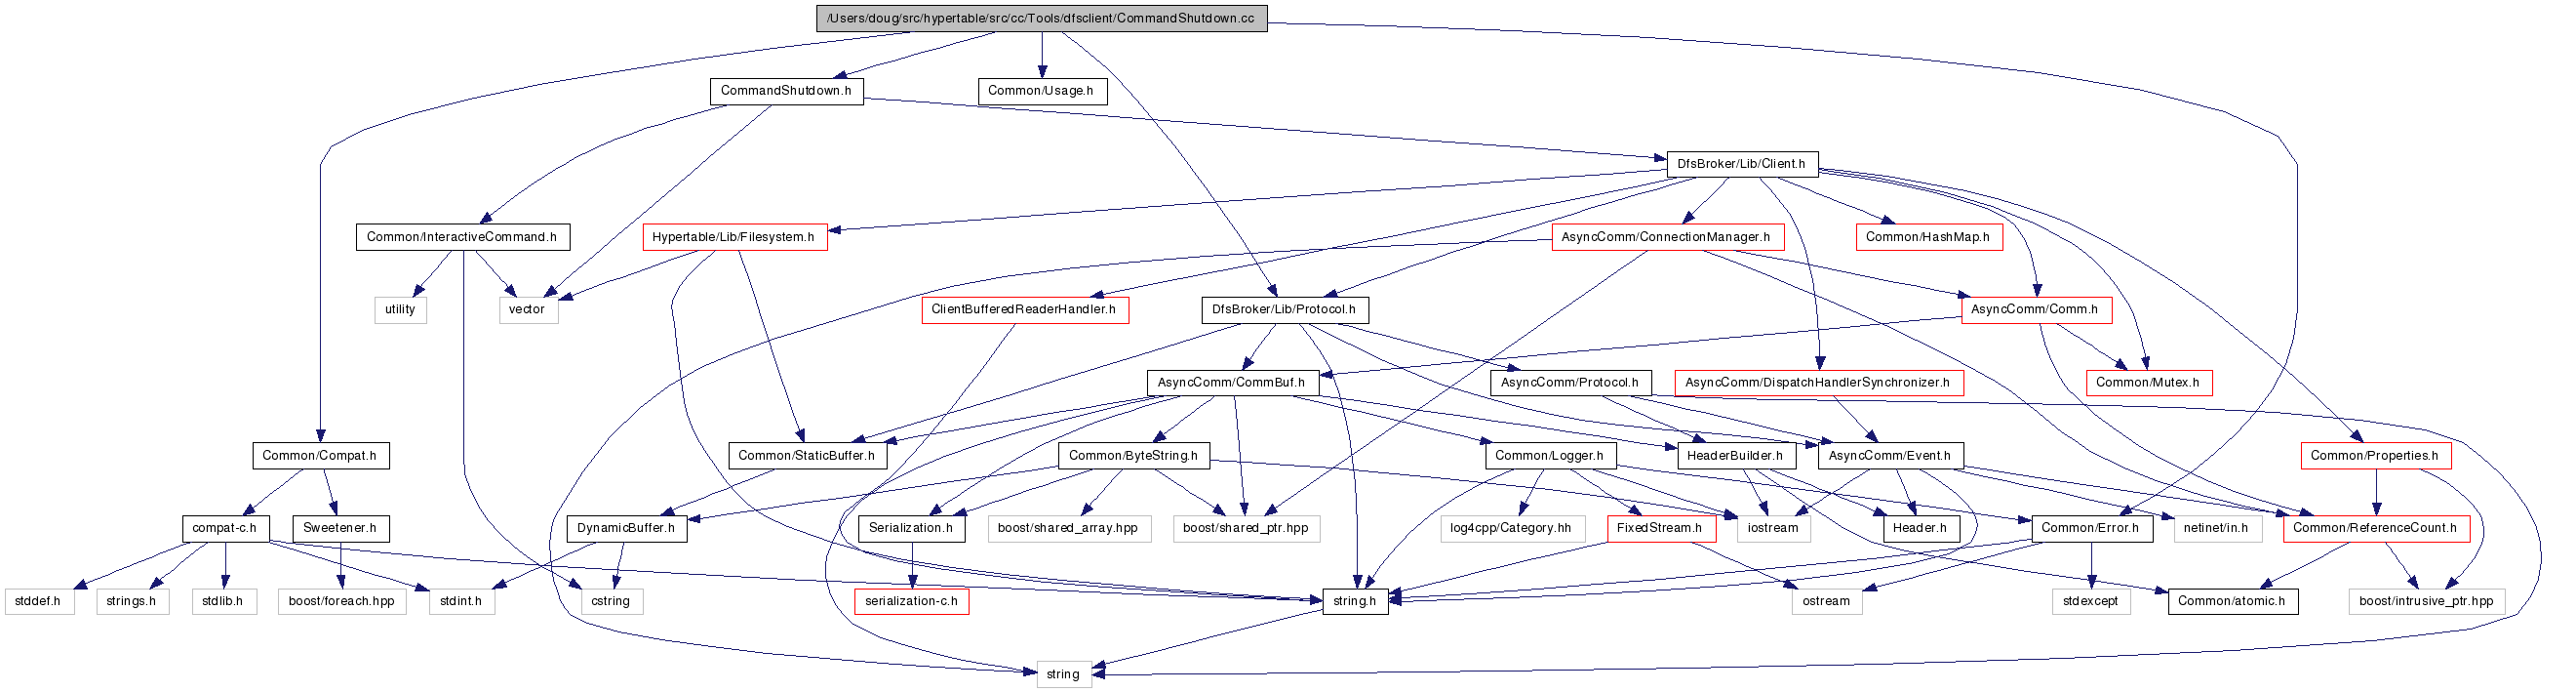 /Users/doug/src/hypertable/src/cc/Tools/dfsclient/CommandShutdown.cc
CommandShutdown.h
Common/Usage.h
DfsBroker/Lib/Client.h
Common/InteractiveCommand.h
Hypertable/Lib/Filesystem.h
AsyncComm/ConnectionManager.h
Common/HashMap.h
utility
vector
ClientBufferedReaderHandler.h
DfsBroker/Lib/Protocol.h
AsyncComm/Comm.h
AsyncComm/CommBuf.h
AsyncComm/Protocol.h
AsyncComm/DispatchHandlerSynchronizer.h
Common/Mutex.h
Common/Compat.h
Common/StaticBuffer.h
Common/ByteString.h
Common/Logger.h
HeaderBuilder.h
AsyncComm/Event.h
Common/Properties.h
compat-c.h
Sweetener.h
DynamicBuffer.h
Serialization.h
boost/shared_array.hpp
boost/shared_ptr.hpp
log4cpp/Category.hh
FixedStream.h
iostream
Header.h
Common/Error.h
netinet/in.h
Common/ReferenceCount.h
stddef.h
strings.h
stdlib.h
boost/foreach.hpp
stdint.h
cstring
serialization-c.h
string.h
ostream
stdexcept
Common/atomic.h
boost/intrusive_ptr.hpp
string